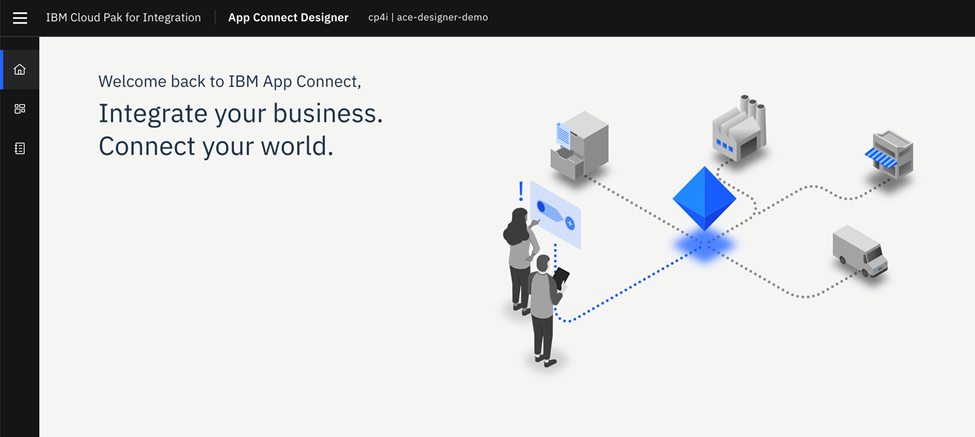 IBM Cloud Pak for Integration App Connect Designer cp4i | ace-designer-demo
Welcome back to IBM App Connect,
Integrate your business.
Connect your world.
!